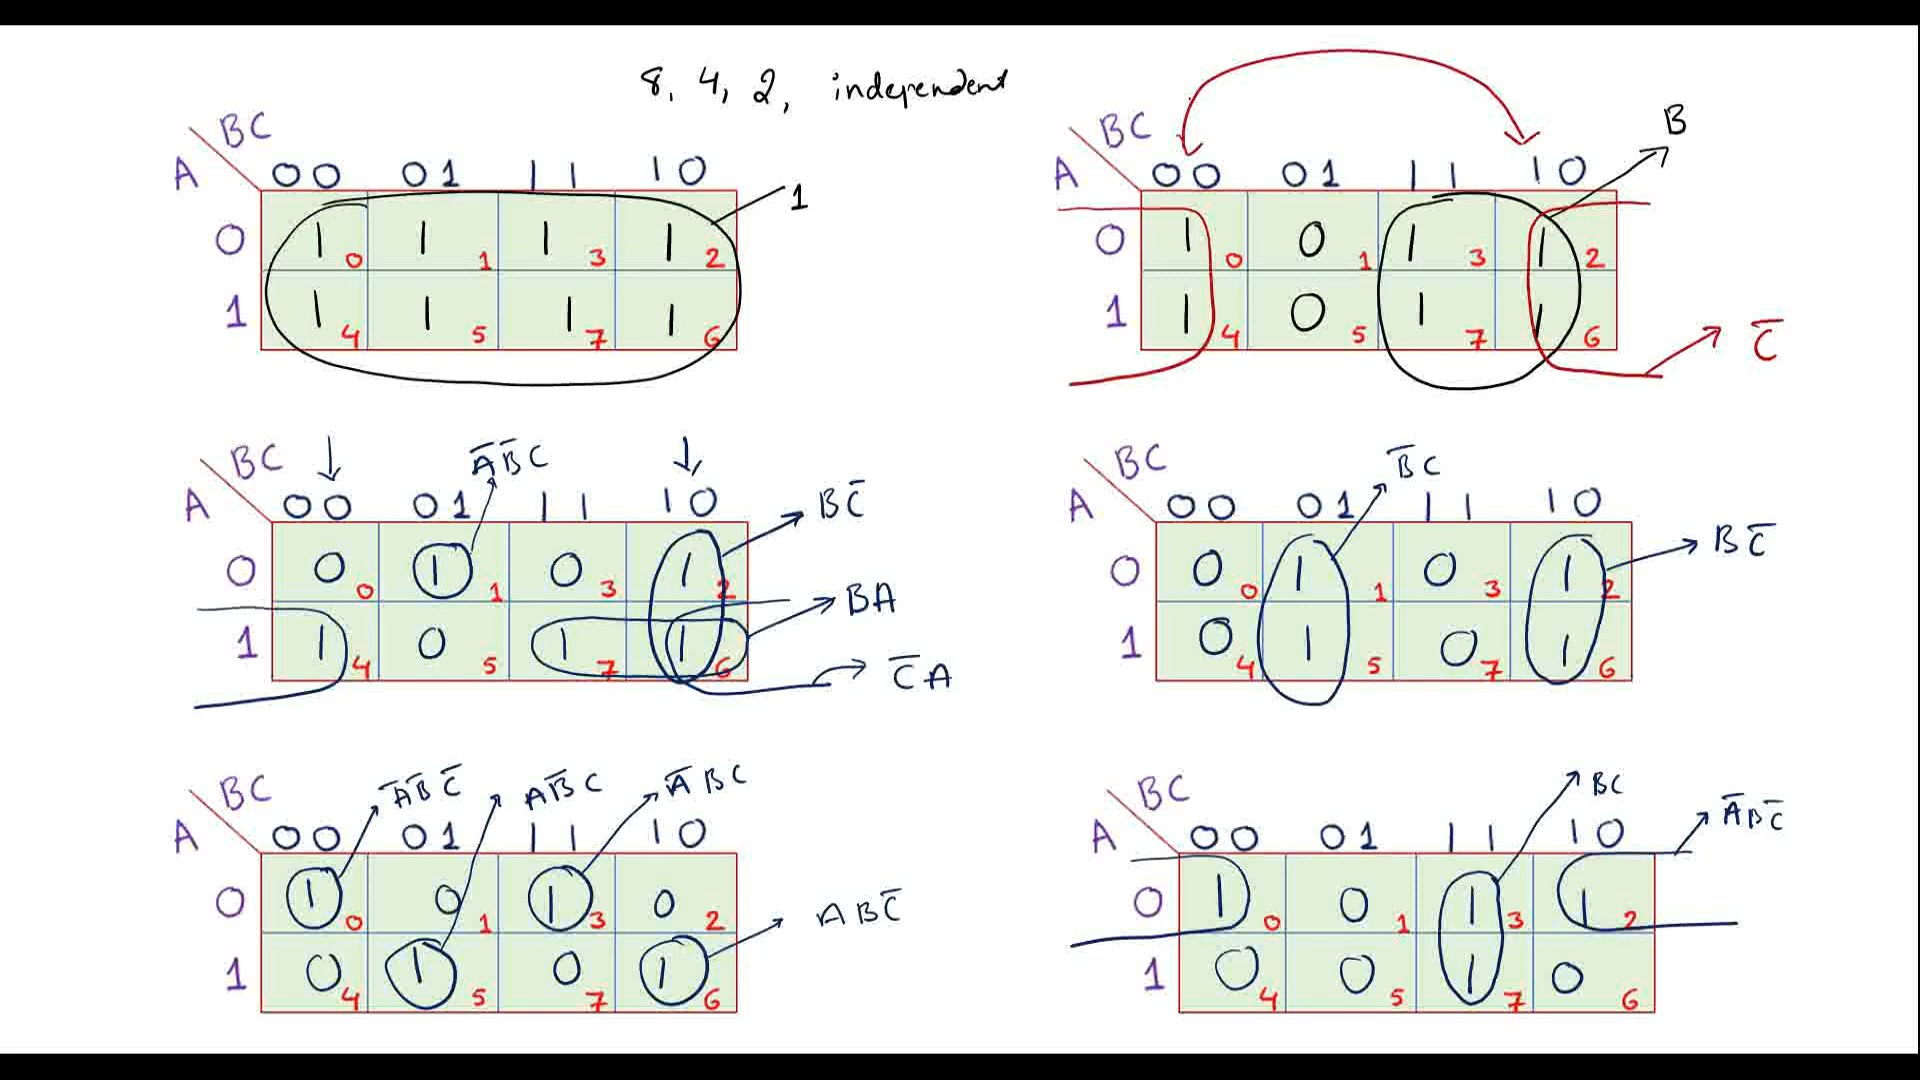 8, 4, 2, independent
BC
A 00 01 11 10
1
0 1 0 1 1 1 3 1 2
1 1 4 1 5 1 7 1 6
BC
A 00 01 11 10
B
0 1 0 0 1 1 3 1 2
1 1 4 0 5 1 7 1 6
C̅
BC
A̅B̅C
A 00 01 11 10
BC̅
0 0 0 1 1 0 3 1 2
BA
1 1 4 0 5 1 7 1 6
C̅A
BC
B̅C
A 00 01 11 10
0 0 0 1 1 0 3 1 2
BC̅
1 0 4 1 5 0 7 1 6
BC
A̅B̅C̅
AB̅C
A̅BC
A 00 01 11 10
0 1 0 0 1 1 3 0 2
ABC̅
1 0 4 1 5 0 7 1 6
BC
BC
A̅BC̅
A 00 01 11 10
0 1 0 0 1 1 3 1 2
1 0 4 0 5 1 7 0 6